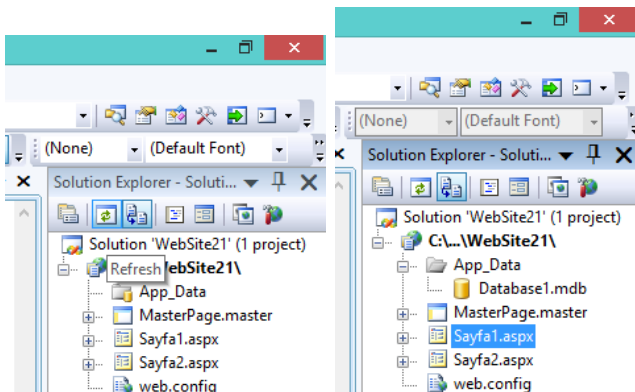 (None) (Default Font)
Solution Explorer - Soluti...
Solution 'WebSite21' (1 project)
Refresh ebSite21\
App_Data
MasterPage.master
Sayfa1.aspx
Sayfa2.aspx
web.config
(None) (Default Font)
Solution Explorer - Soluti...
Solution 'WebSite21' (1 project)
C:\...\WebSite21\
App_Data
Database1.mdb
MasterPage.master
Sayfa1.aspx
Sayfa2.aspx
web.config